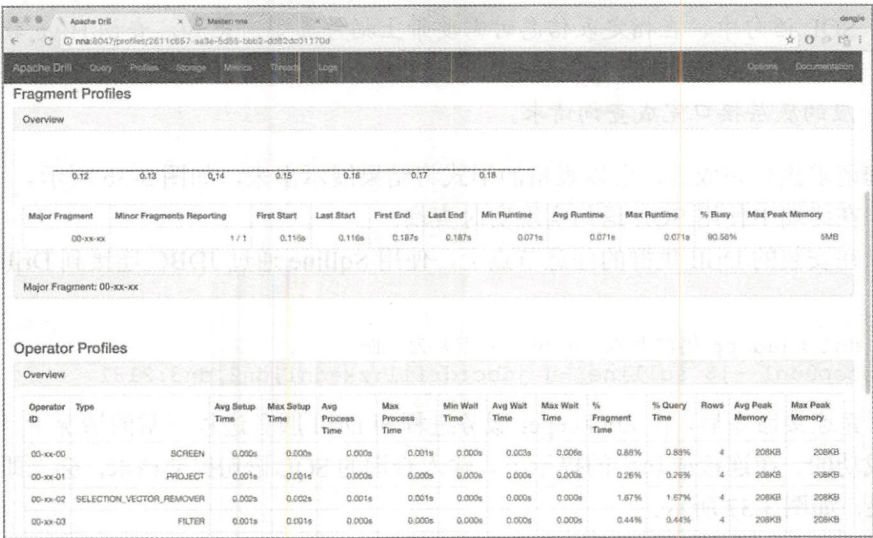 Apache Drill
Master: nna
dengjie
nna:8047/profiles/2611c657-aa3e-5d55-bbb2-dd82dc31170d
Apache Drill Query Profiles Storage Metrics Threads Logs Options Documentation
Fragment Profiles
Overview
0.12 0.13 0.14 0.15 0.16 0.17 0.18
Major Fragment Minor Fragments Reporting First Start Last Start First End Last End Min Runtime Avg Runtime Max Runtime % Busy Max Peak Memory
00-xx-xx 1 / 1 0.116s 0.116s 0.187s 0.187s 0.071s 0.071s 0.071s 90.56% 5MB
Major Fragment: 00-xx-xx
Operator Profiles
Overview
Operator ID Type Avg Setup Time Max Setup Time Avg Process Time Max Process Time Min Wait Time Avg Wait Time Max Wait Time % Fragment Time % Query Time Rows Avg Peak Memory Max Peak Memory
00-xx-00 SCREEN 0.000s 0.000s 0.000s 0.001s 0.000s 0.003s 0.006s 0.88% 0.88% 4 208KB 208KB
00-xx-01 PROJECT 0.001s 0.001s 0.000s 0.000s 0.000s 0.000s 0.000s 0.26% 0.26% 4 208KB 208KB
00-xx-02 SELECTION_VECTOR_REMOVER 0.002s 0.002s 0.001s 0.001s 0.000s 0.000s 0.000s 1.67% 1.67% 4 208KB 208KB
00-xx-03 FILTER 0.001s 0.001s 0.000s 0.000s 0.000s 0.000s 0.000s 0.44% 0.44% 4 208KB 208KB